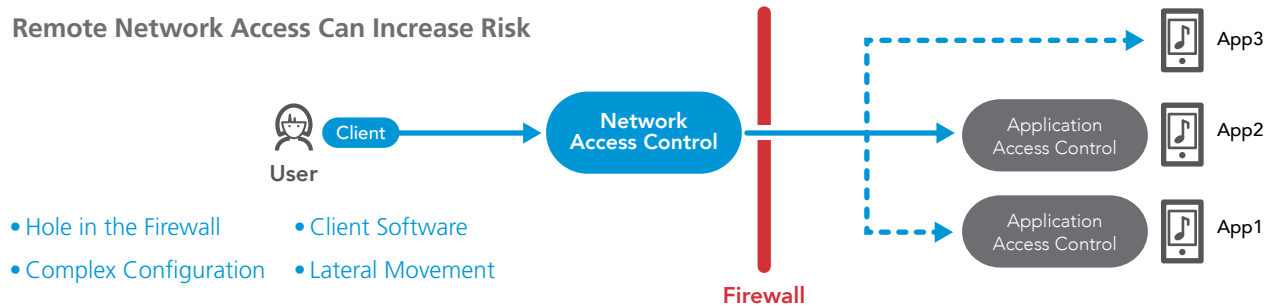 Remote Network Access Can Increase Risk
App3
Client
Network
Access Control
Application
Access Control
App2
User
• Hole in the Firewall
• Client Software
Application
Access Control
App1
• Complex Configuration
• Lateral Movement
Firewall